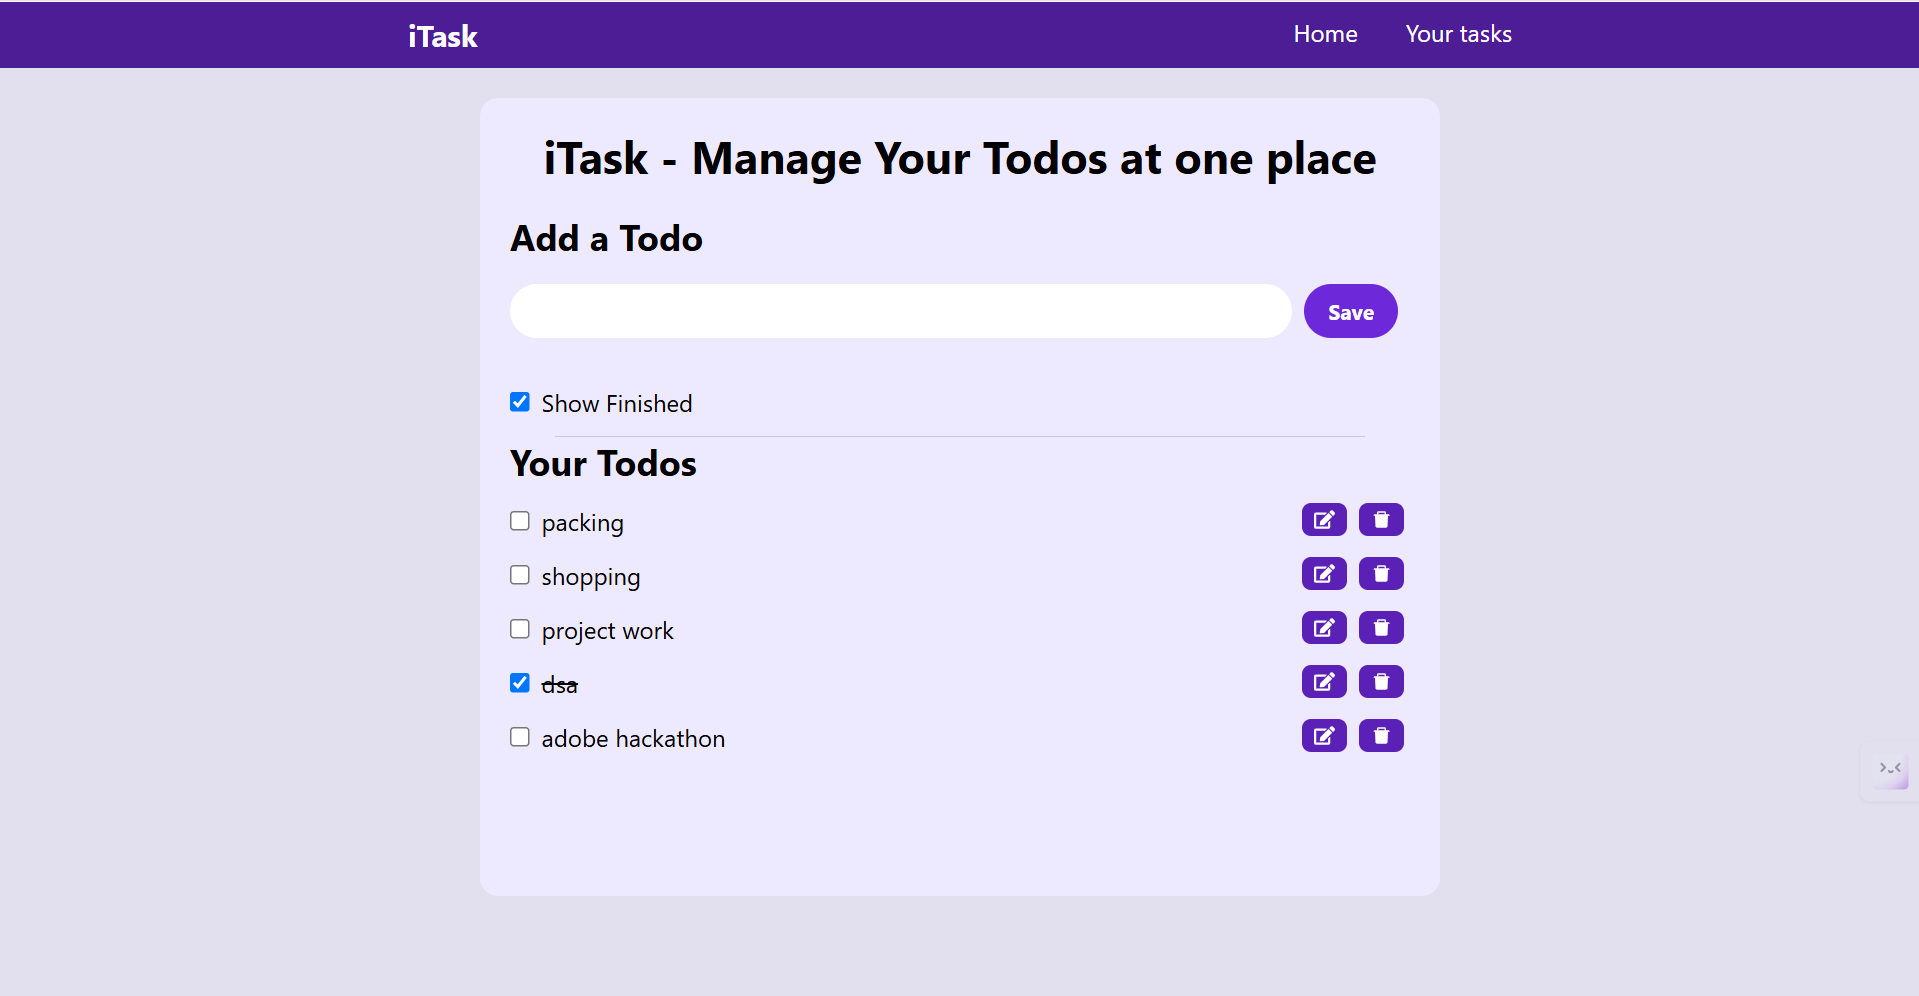 iTask
Home
Your tasks
iTask - Manage Your Todos at one place
Add a Todo
Save
Show Finished
Your Todos
packing
shopping
project work
dsa
adobe hackathon